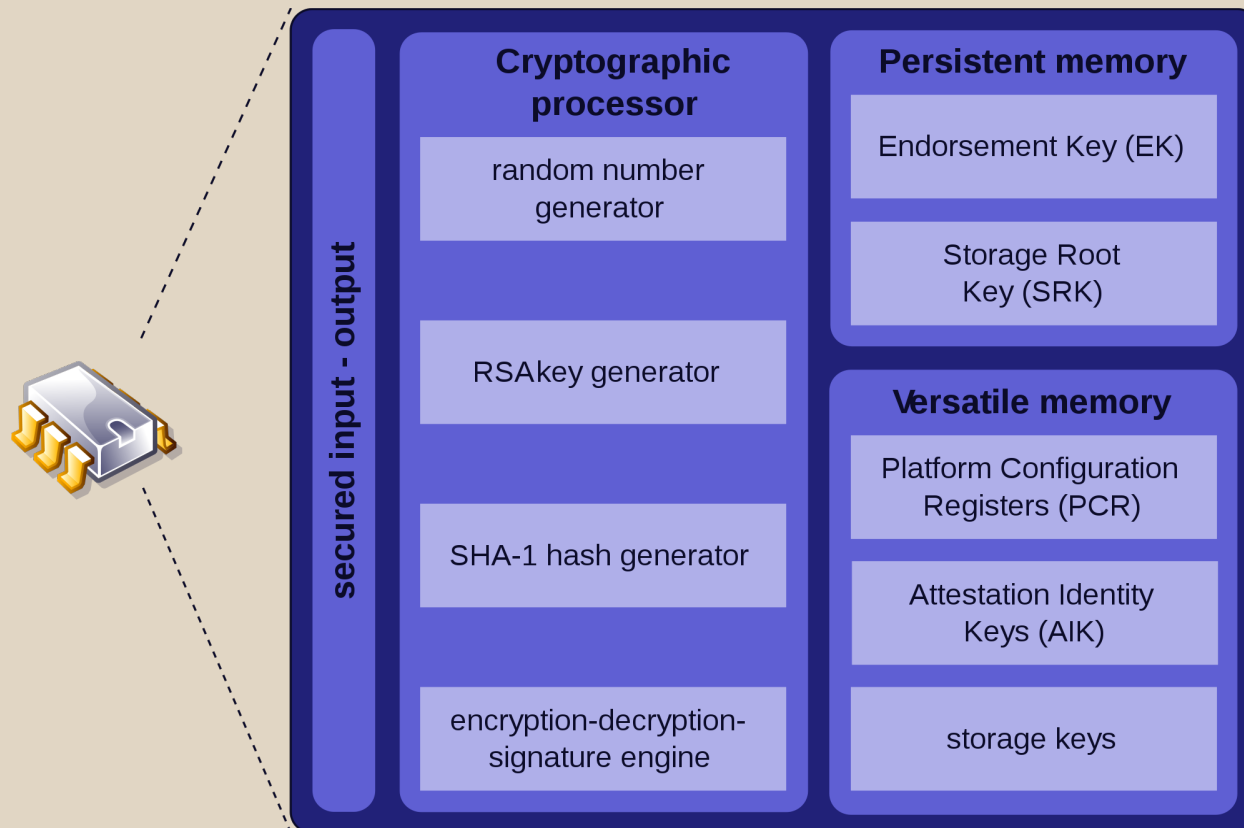 secured input - output
Cryptographic
processor
random number
generator
RSAkey generator
SHA-1 hash generator
encryption-decryption-
signature engine
Persistent memory
Endorsement Key (EK)
Storage Root
Key (SRK)
Versatile memory
Platform Configuration
Registers (PCR)
Attestation Identity
Keys (AIK)
storage keys